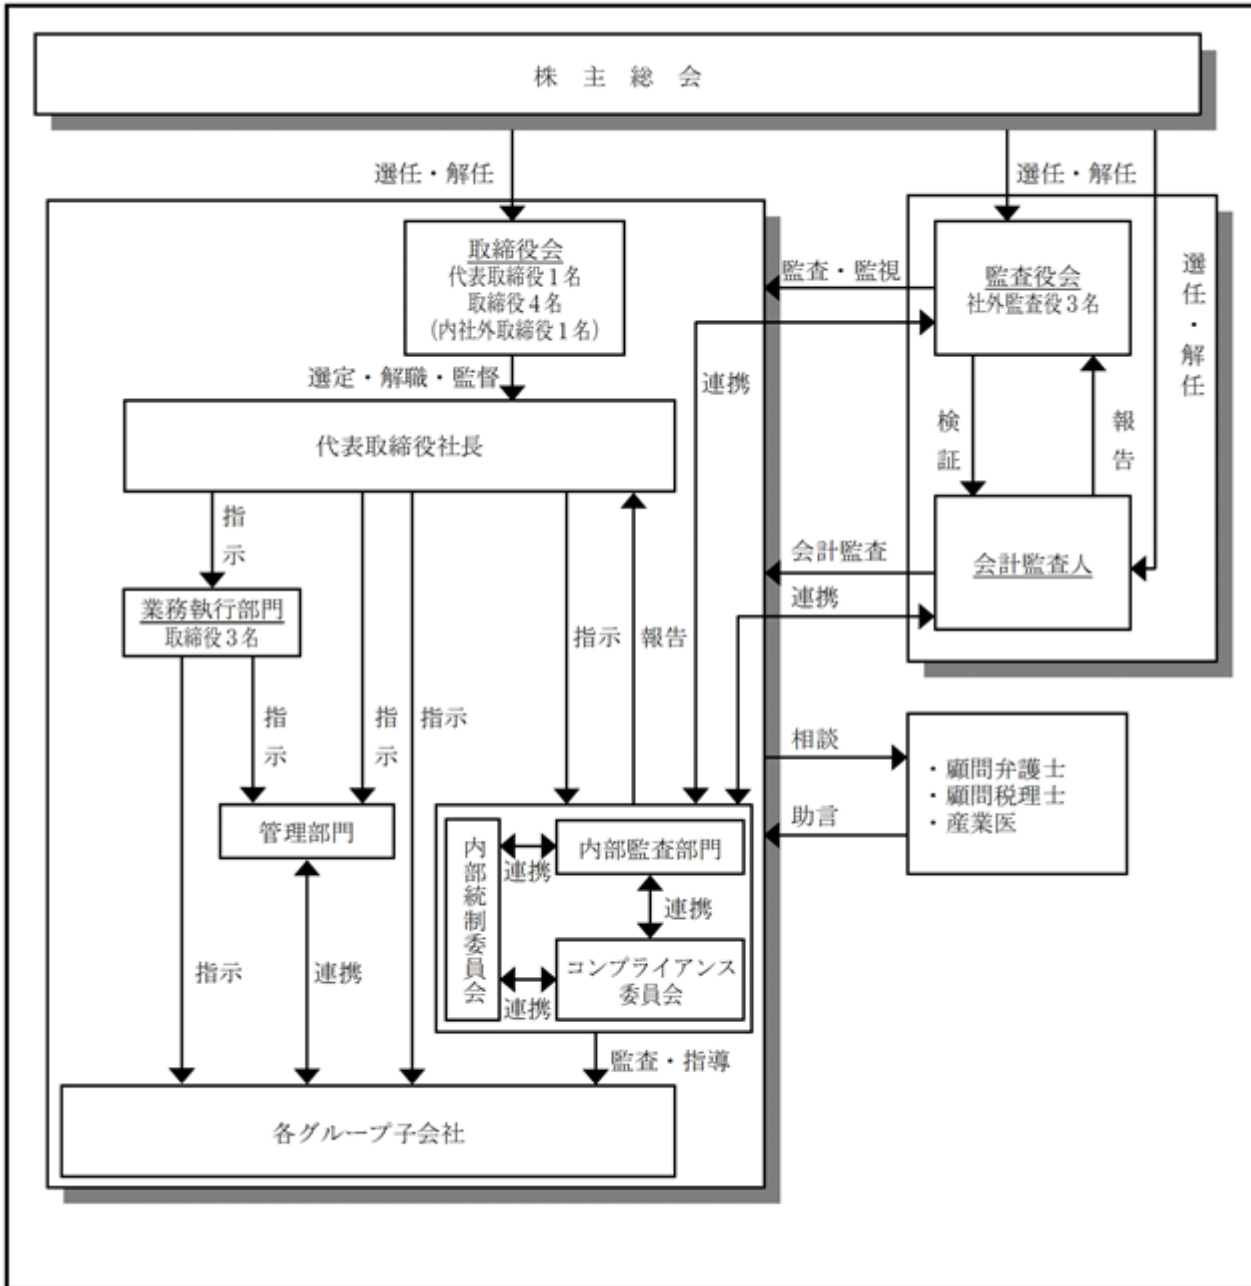 株主総会
選任・解任
選任・解任
選任・解任
取締役会
代表取締役1名
取締役4名
(内社外取締役1名)
監査・監視
監査役会
社外監査役3名
選定・解職・監督
連携
検証
報告
代表取締役社長
指示
会計監査
会計監査人
連携
業務執行部門
取締役3名
指示
報告
指示
指示
指示
相談
・顧問弁護士
・顧問税理士
・産業医
助言
管理部門
内部統制委員会
連携
内部監査部門
連携
コンプライアンス
委員会
連携
指示
連携
監査・指導
各グループ子会社